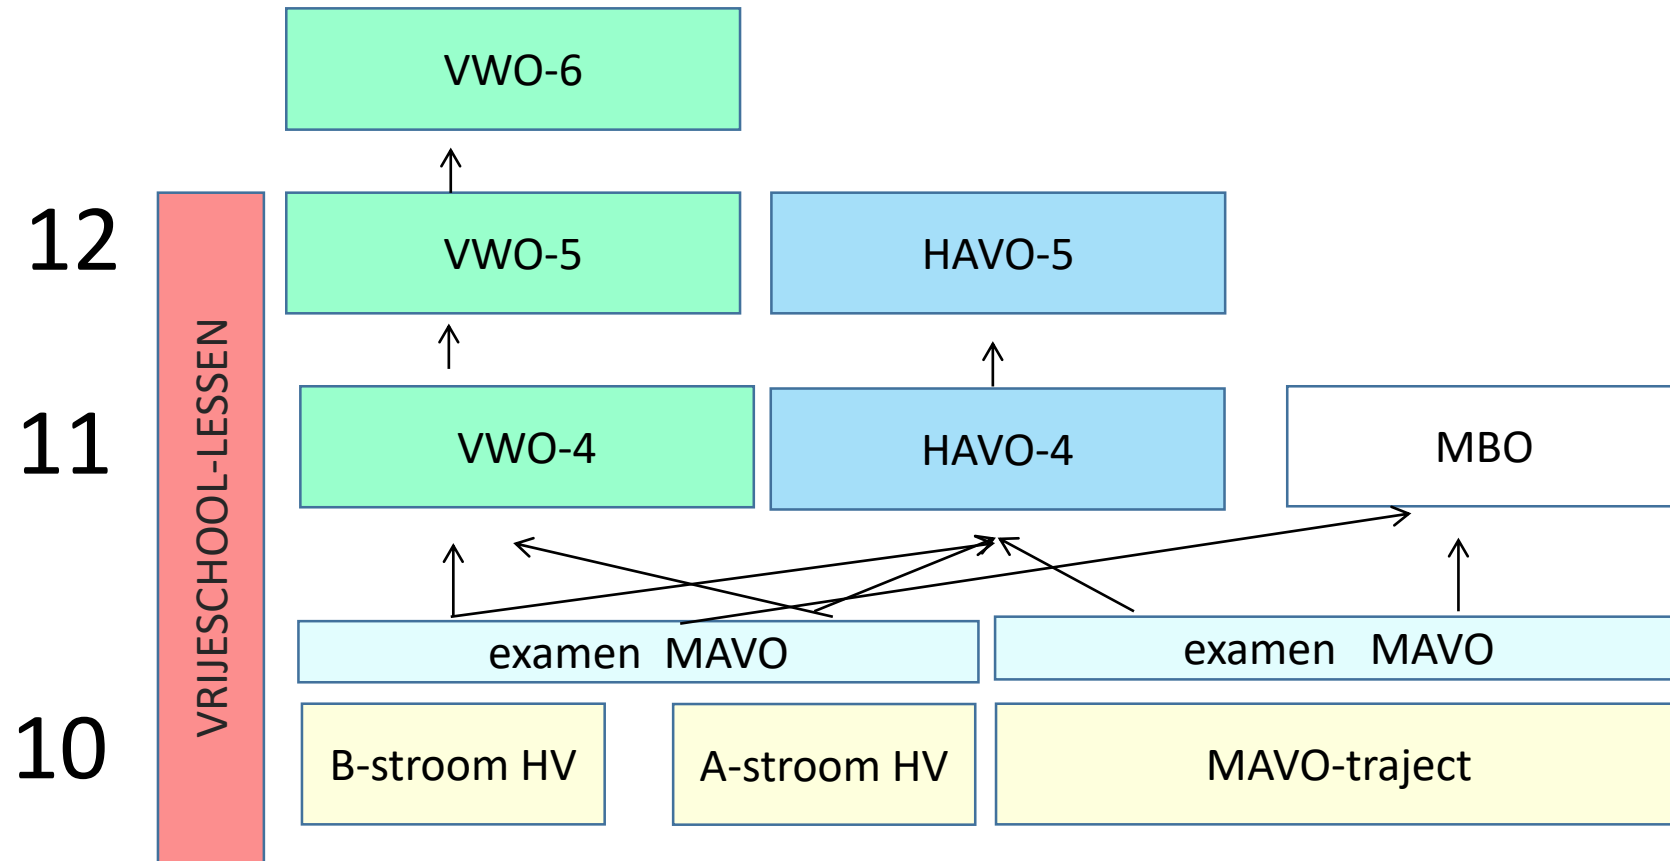 VWO-6
12
VWO-5
HAVO-5
VRIJESCHOOL-LESSEN
11
VWO-4
HAVO-4
MBO
examen MAVO
examen MAVO
10
B-stroom HV
A-stroom HV
MAVO-traject